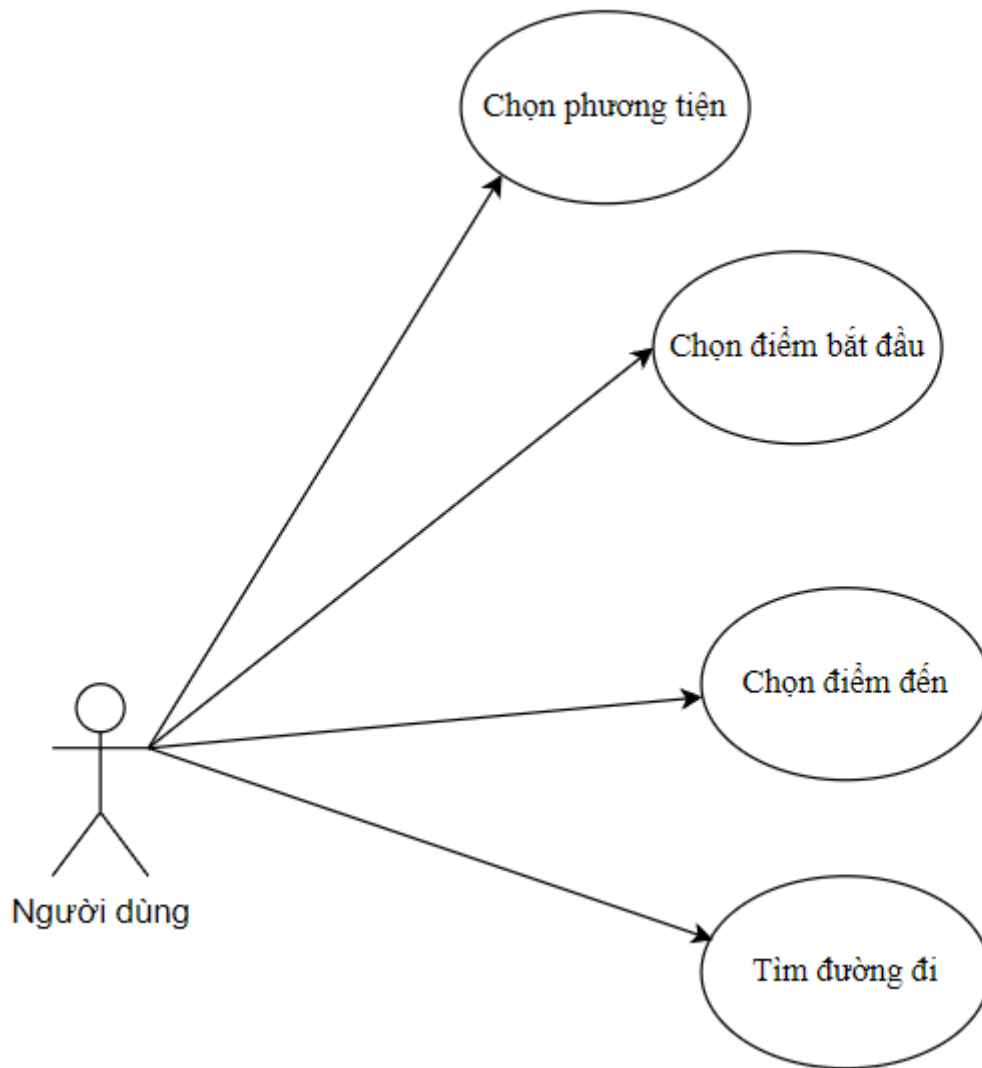 Chọn phương tiện
Chọn điểm bắt đầu
Chọn điểm đến
Người dùng
Tìm đường đi